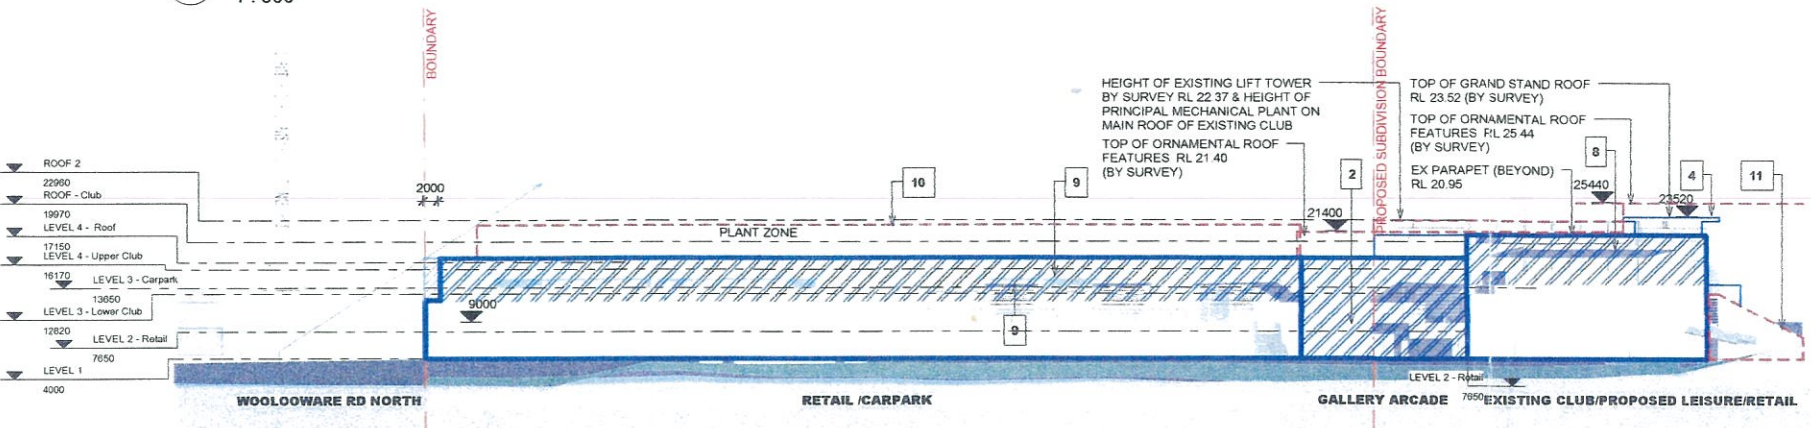 BOUNDARY
PROPOSED SUBDIVISION BOUNDARY
HEIGHT OF EXISTING LIFT TOWER
BY SURVEY RL 22.37 & HEIGHT OF
PRINCIPAL MECHANICAL PLANT ON
MAIN ROOF OF EXISTING CLUB
TOP OF ORNAMENTAL ROOF
FEATURES RL 21.40
(BY SURVEY)
TOP OF GRAND STAND ROOF
RL 23.52 (BY SURVEY)
TOP OF ORNAMENTAL ROOF
FEATURES RL 25.44
(BY SURVEY)
EX PARAPET (BEYOND)
RL 20.95
8
2
4
11
10
9
25440
23520
21400
2000
PLANT ZONE
ROOF 2
22960
ROOF - Club
19970
LEVEL 4 - Roof
17150
LEVEL 4 - Upper Club
16170
LEVEL 3 - Carpark
13650
LEVEL 3 - Lower Club
12820
LEVEL 2 - Retail
7650
LEVEL 1
4000
9000
9
LEVEL 2 - Retail
7650
WOOLOOWARE RD NORTH
RETAIL /CARPARK
GALLERY ARCADE
EXISTING CLUB/PROPOSED LEISURE/RETAIL